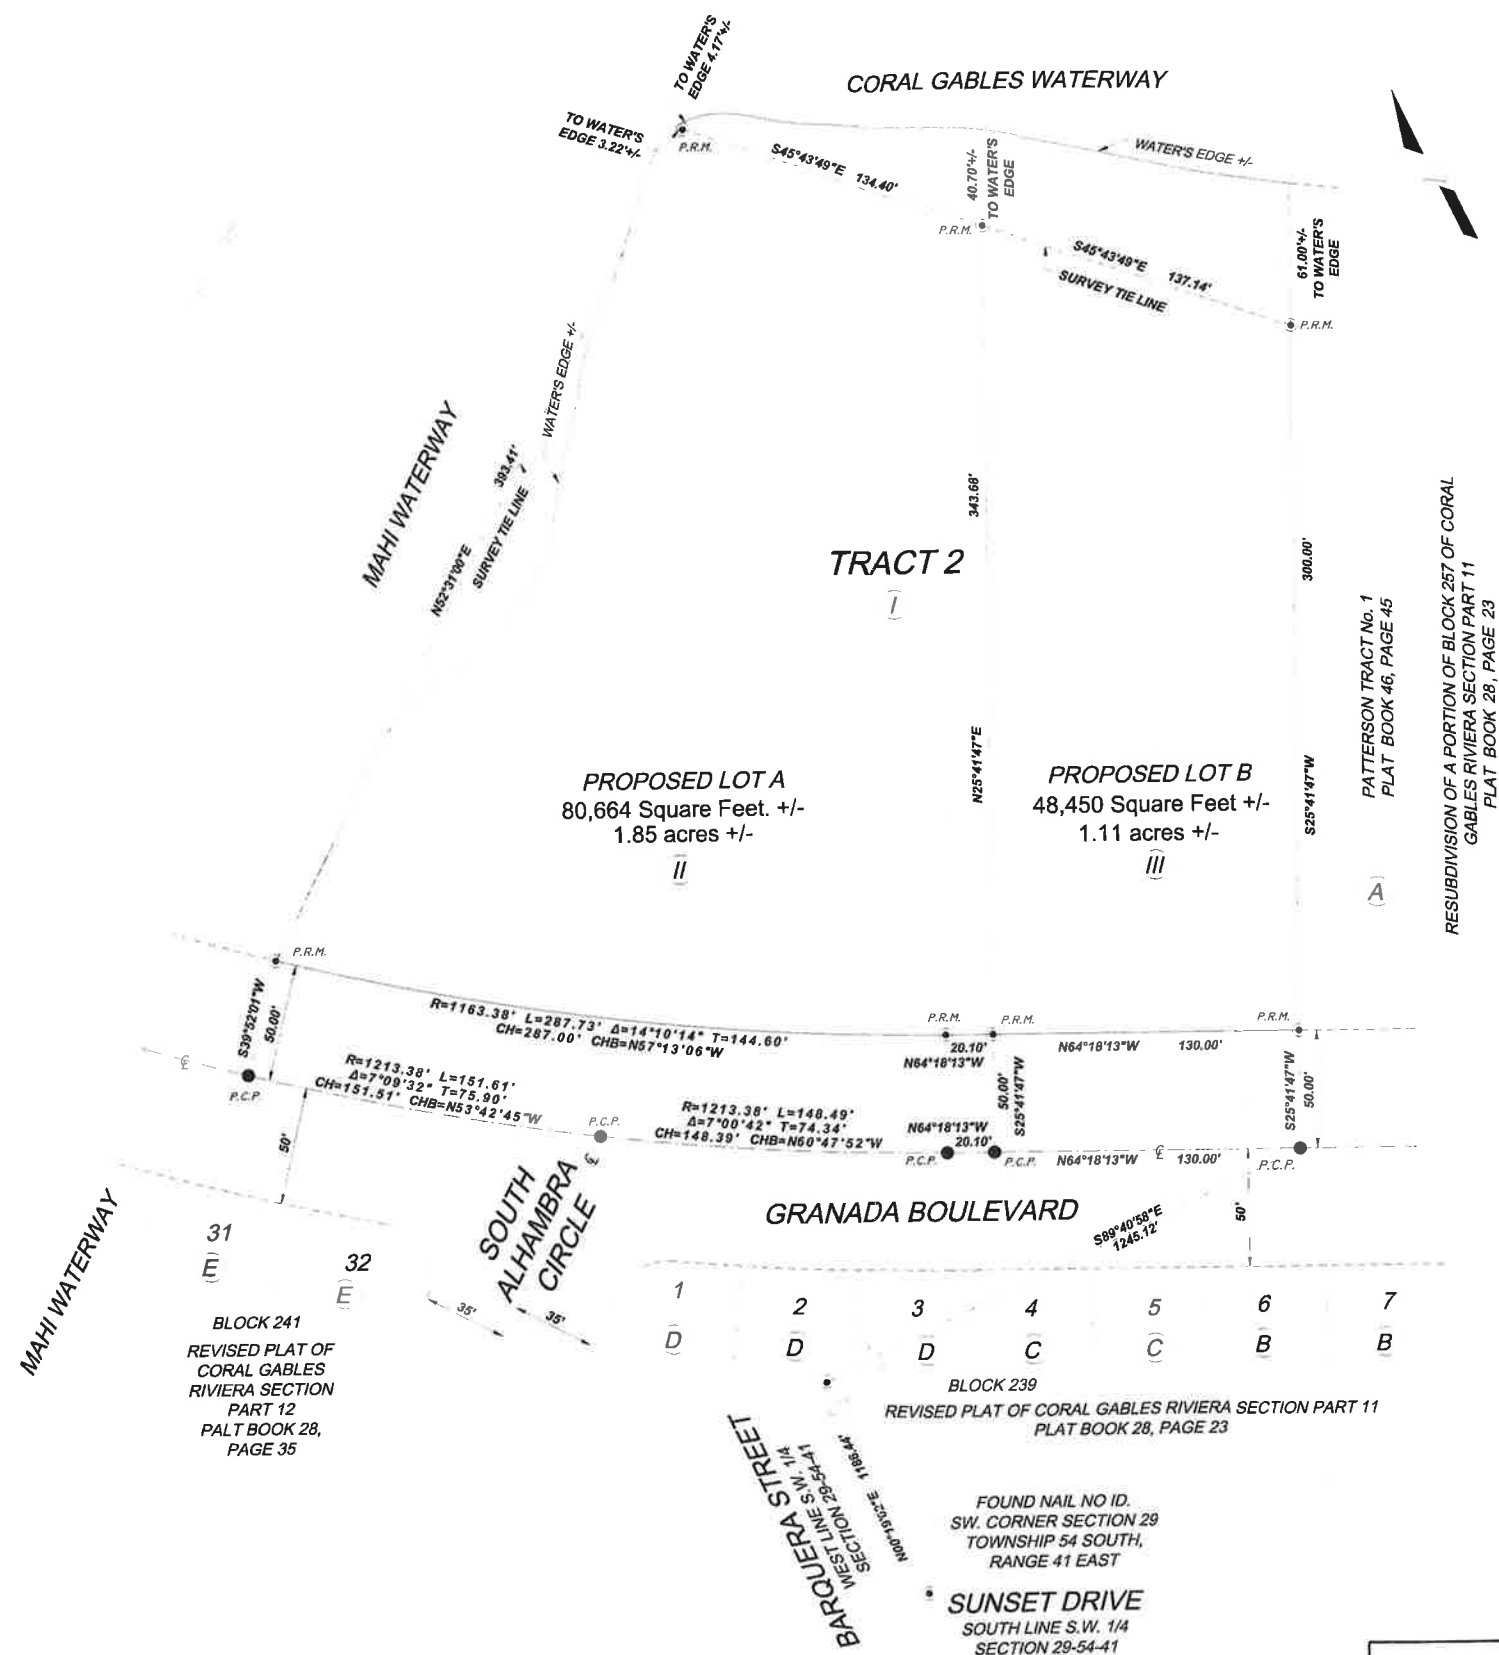 TO WATER'S
EDGE 4.17'+/-
CORAL GABLES WATERWAY
TO WATER'S
EDGE 3.22'+/-
P.R.M.
S45°43'49"E 134.40'
40.70'+/-
TO WATER'S
EDGE
WATER'S EDGE +/-
P.R.M.
S45°43'49"E 137.14'
SURVEY TIE LINE
61.00'+/-
TO WATER'S
EDGE
P.R.M.
WATER'S EDGE +/-
MAHI WATERWAY
N52°31'00"E 393.41'
SURVEY TIE LINE
343.68'
N25°41'47"E
TRACT 2
I
300.00'
S25°41'47"W
PATTERSON TRACT No. 1
PLAT BOOK 46, PAGE 45
RESUBDIVISION OF A PORTION OF BLOCK 257 OF CORAL
GABLES RIVIERA SECTION PART 11
PLAT BOOK 28, PAGE 23
A
PROPOSED LOT A
80,664 Square Feet. +/-
1.85 acres +/-
II
PROPOSED LOT B
48,450 Square Feet +/-
1.11 acres +/-
III
P.R.M.
S39°52'01"W
50.00'
R=1163.38' L=287.73' Δ=14°10'14" T=144.60'
CH=287.00' CHB=N57°13'06"W
P.R.M.
P.R.M.
P.R.M.
20.10'
N64°18'13"W
N64°18'13"W 130.00'
50.00'
S25°41'47"W
S25°41'47"W
50.00'
℄
P.C.P.
R=1213.38' L=151.61'
Δ=7°09'32" T=75.90'
CH=151.51' CHB=N53°42'45"W
P.C.P.
R=1213.38' L=148.49'
Δ=7°00'42" T=74.34'
CH=148.39' CHB=N60°47'52"W
N64°18'13"W
20.10'
P.C.P.
P.C.P.
N64°18'13"W ℄ 130.00'
P.C.P.
50'
℄
SOUTH
ALHAMBRA
CIRCLE
GRANADA BOULEVARD
S89°40'58"E
1245.12'
50'
MAHI WATERWAY
31
E
32
E
35'
35'
1
D
2
D
3
D
4
C
5
C
6
B
7
B
BLOCK 241
REVISED PLAT OF
CORAL GABLES
RIVIERA SECTION
PART 12
PALT BOOK 28,
PAGE 35
BLOCK 239
REVISED PLAT OF CORAL GABLES RIVIERA SECTION PART 11
PLAT BOOK 28, PAGE 23
BARQUERA STREET
WEST LINE S.W. 1/4
SECTION 29-54-41
N00°19'02"E 1186.44'
FOUND NAIL NO ID.
SW. CORNER SECTION 29
TOWNSHIP 54 SOUTH,
RANGE 41 EAST
SUNSET DRIVE
SOUTH LINE S.W. 1/4
SECTION 29-54-41